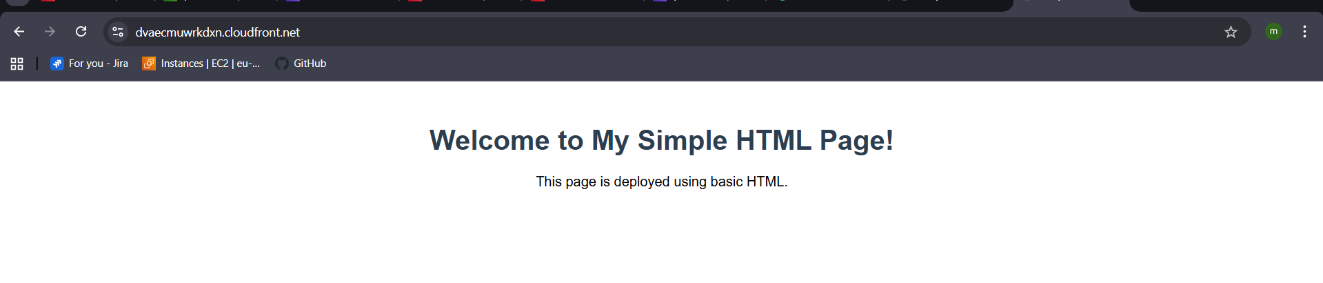 dvaecmuwrkdxn.cloudfront.net
m
For you - Jira
Instances | EC2 | eu-...
GitHub
Welcome to My Simple HTML Page!
This page is deployed using basic HTML.